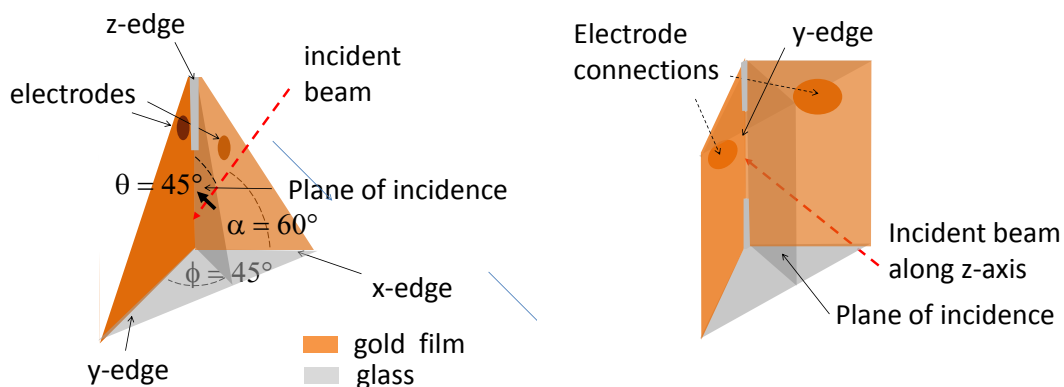 z-edge
incident
beam
electrodes
θ = 45°
Plane of incidence
α = 60°
ϕ = 45°
x-edge
y-edge
gold film
glass
Electrode
connections
y-edge
Incident beam
along z-axis
Plane of incidence